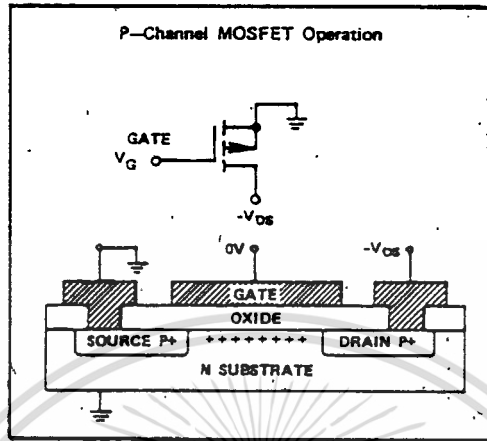 P–Channel MOSFET Operation
GATE
V_G
-V_DS
0V
-V_DS
GATE
OXIDE
SOURCE P+
+ + + + + + + +
DRAIN P+
N SUBSTRATE